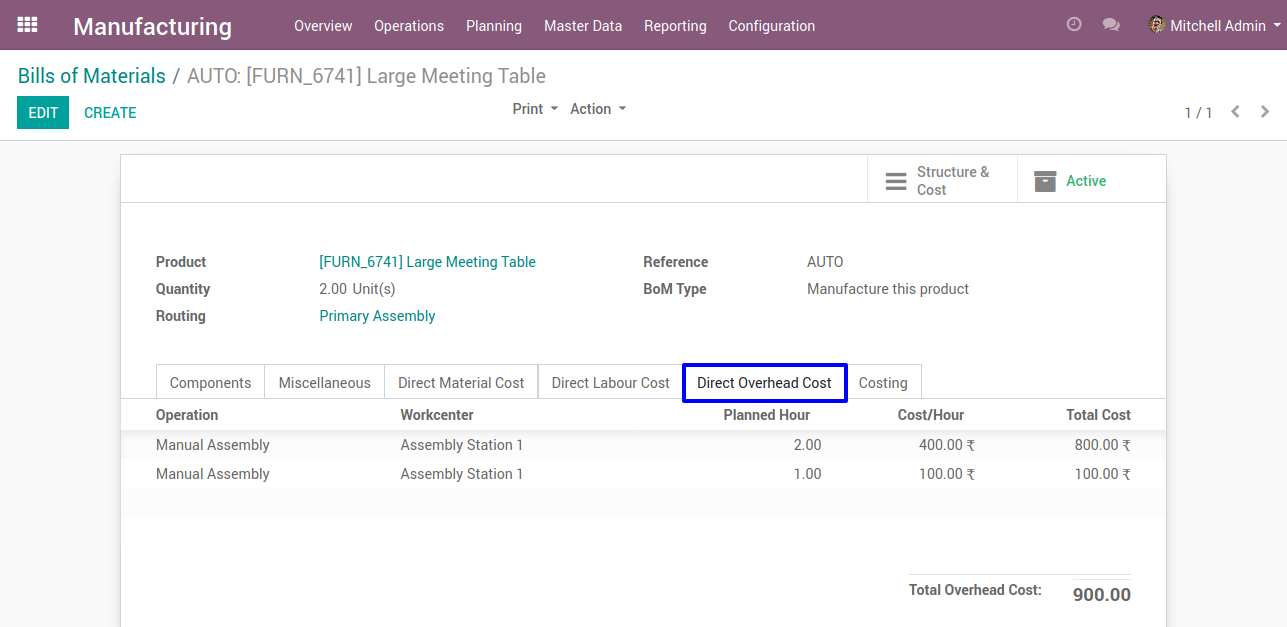 Manufacturing Overview Operations Planning Master Data Reporting Configuration Mitchell Admin
Bills of Materials / AUTO: [FURN_6741] Large Meeting Table
EDIT CREATE Print Action 1 / 1
Structure & Cost Active
Product [FURN_6741] Large Meeting Table Reference AUTO
Quantity 2.00 Unit(s) BoM Type Manufacture this product
Routing Primary Assembly
Components Miscellaneous Direct Material Cost Direct Labour Cost Direct Overhead Cost Costing
Operation Workcenter Planned Hour Cost/Hour Total Cost
Manual Assembly Assembly Station 1 2.00 400.00 ₹ 800.00 ₹
Manual Assembly Assembly Station 1 1.00 100.00 ₹ 100.00 ₹
Total Overhead Cost: 900.00